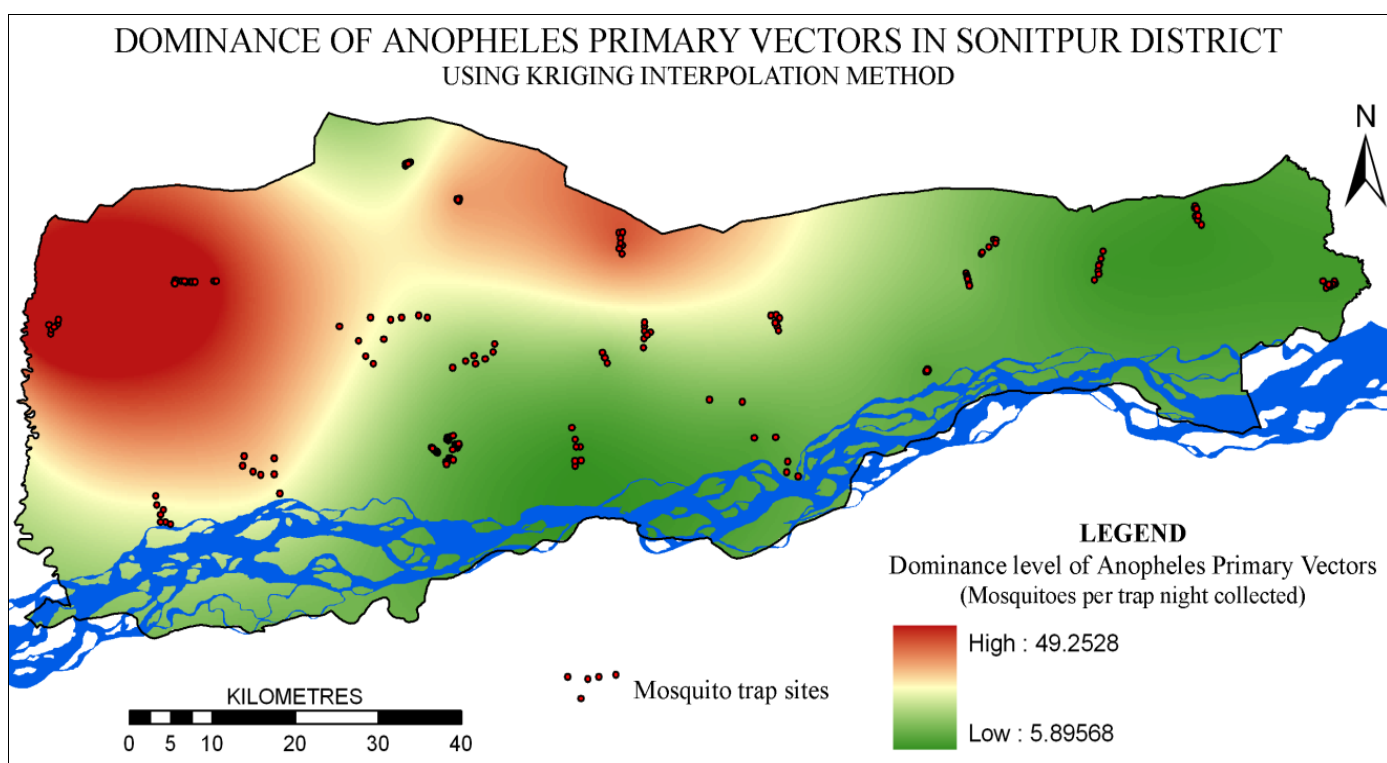 DOMINANCE OF ANOPHELES PRIMARY VECTORS IN SONITPUR DISTRICT
USING KRIGING INTERPOLATION METHOD
N
LEGEND
Dominance level of Anopheles Primary Vectors
(Mosquitoes per trap night collected)
High : 49.2528
Low : 5.89568
Mosquito trap sites
KILOMETRES
0 5 10 20 30 40